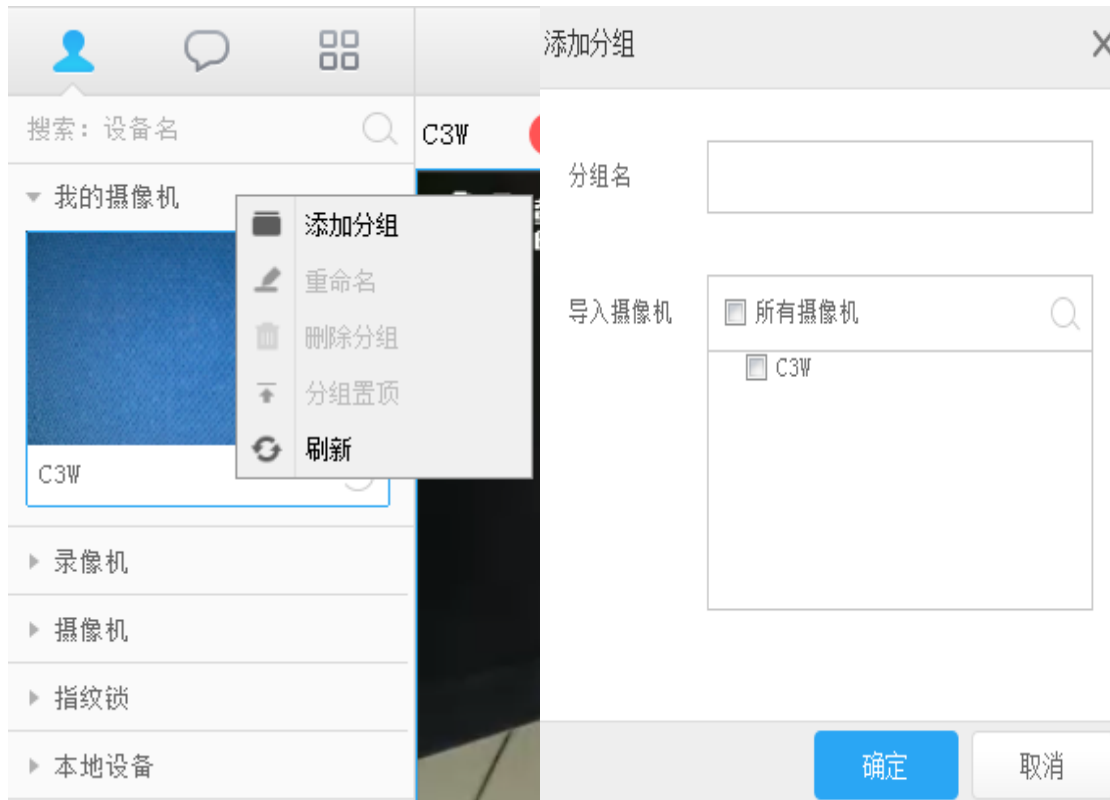 搜索：设备名
C3W
我的摄像机
添加分组
重命名
删除分组
分组置顶
刷新
C3W
录像机
摄像机
指纹锁
本地设备
添加分组
分组名
导入摄像机
所有摄像机
C3W
确定
取消